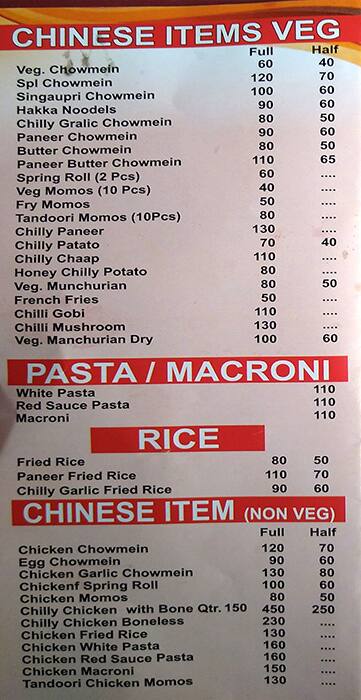 CHINESE ITEMS VEG
Full Half
Veg. Chowmein 60 40
Spl Chowmein 120 70
Singaupri Chowmein 100 60
Hakka Noodels 90 60
Chilly Gralic Chowmein 80 50
Paneer Chowmein 90 60
Butter Chowmein 80 50
Paneer Butter Chowmein 110 65
Spring Roll (2 Pcs) 60 ....
Veg Momos (10 Pcs) 40 ....
Fry Momos 50 ....
Tandoori Momos (10Pcs) 80 ....
Chilly Paneer 130 ....
Chilly Patato 70 40
Chilly Chaap 110 ....
Honey Chilly Potato 80 ....
Veg. Munchurian 80 50
French Fries 50 ....
Chilli Gobi 110 ....
Chilli Mushroom 130 ....
Veg. Manchurian Dry 100 60
PASTA / MACRONI
White Pasta 110
Red Sauce Pasta 110
Macroni 110
RICE
Fried Rice 80 50
Paneer Fried Rice 110 70
Chilly Garlic Fried Rice 90 60
CHINESE ITEM (NON VEG)
Full Half
Chicken Chowmein 120 70
Egg Chowmein 90 60
Chicken Garlic Chowmein 130 80
Chickenf Spring Roll 100 60
Chicken Momos 80 50
Chilly Chicken with Bone Qtr. 150 450 250
Chilly Chicken Boneless 230 ....
Chicken Fried Rice 130 ....
Chicken White Pasta 160 ....
Chicken Red Sauce Pasta 160 ....
Chicken Macroni 150 ....
Tandoori Chicken Momos 130 ....